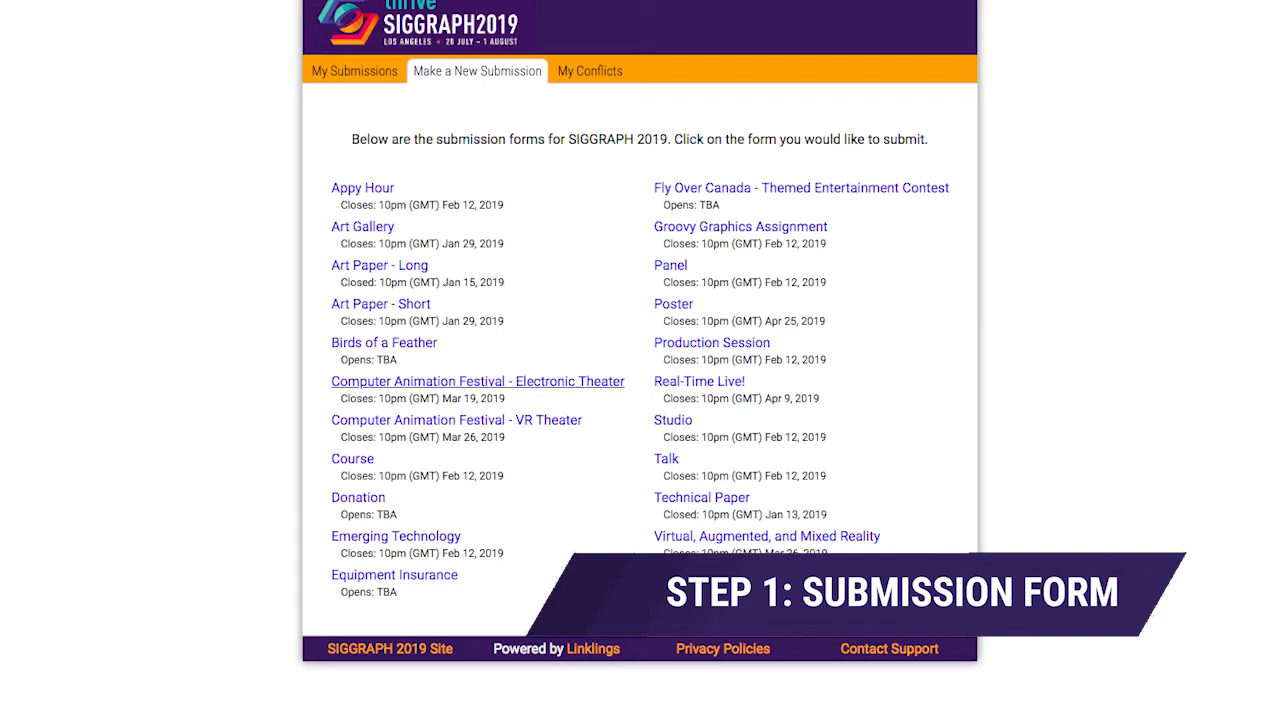 thrive
SIGGRAPH2019
LOS ANGELES • 28 JULY – 1 AUGUST
My Submissions
Make a New Submission
My Conflicts
Below are the submission forms for SIGGRAPH 2019. Click on the form you would like to submit.
Appy Hour
Closes: 10pm (GMT) Feb 12, 2019
Art Gallery
Closes: 10pm (GMT) Jan 29, 2019
Art Paper - Long
Closed: 10pm (GMT) Jan 15, 2019
Art Paper - Short
Closes: 10pm (GMT) Jan 29, 2019
Birds of a Feather
Opens: TBA
Computer Animation Festival - Electronic Theater
Closes: 10pm (GMT) Mar 19, 2019
Computer Animation Festival - VR Theater
Closes: 10pm (GMT) Mar 26, 2019
Course
Closes: 10pm (GMT) Feb 12, 2019
Donation
Opens: TBA
Emerging Technology
Closes: 10pm (GMT) Feb 12, 2019
Equipment Insurance
Opens: TBA
Fly Over Canada - Themed Entertainment Contest
Opens: TBA
Groovy Graphics Assignment
Closes: 10pm (GMT) Feb 12, 2019
Panel
Closes: 10pm (GMT) Feb 12, 2019
Poster
Closes: 10pm (GMT) Apr 25, 2019
Production Session
Closes: 10pm (GMT) Feb 12, 2019
Real-Time Live!
Closes: 10pm (GMT) Apr 9, 2019
Studio
Closes: 10pm (GMT) Feb 12, 2019
Talk
Closes: 10pm (GMT) Feb 12, 2019
Technical Paper
Closed: 10pm (GMT) Jan 13, 2019
Virtual, Augmented, and Mixed Reality
Closes: 10pm (GMT) Mar 26, 2019
STEP 1: SUBMISSION FORM
SIGGRAPH 2019 Site
Powered by Linklings
Privacy Policies
Contact Support